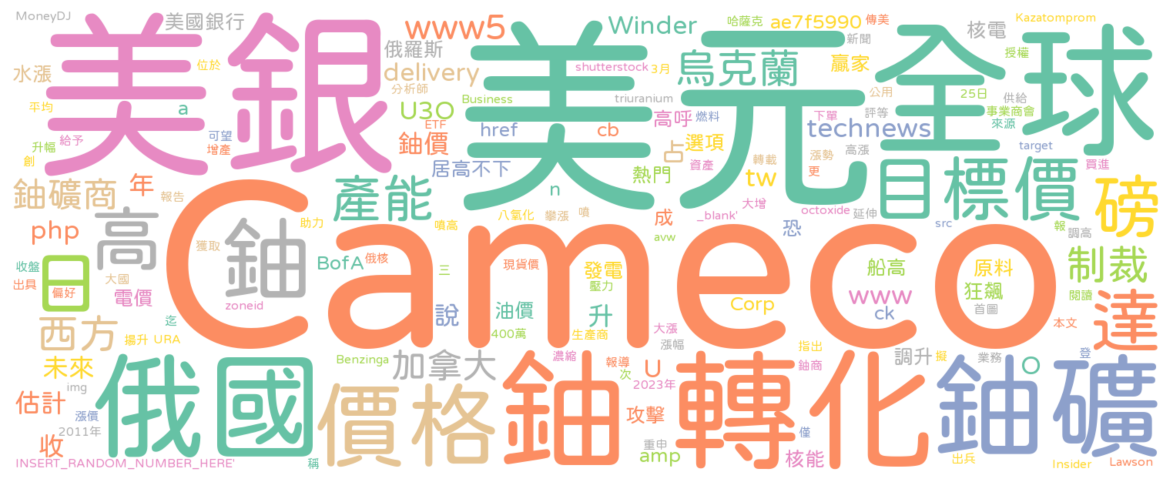 MoneyDJ
美國銀行
www5
Winder
哈薩克
ae7f5990
傳美
核電
Kazatomprom
美銀
美元
全球
俄羅斯
烏克蘭
新聞
授權
贏家
水漲
位於
delivery
shutterstock
3月
分析師
平均
a
U3O
Business
triuranium
公用
25日
供給
ETF
高呼
燃料
下單
評等
事業商會
可望
鈾價
href
cb
選項
technews
來源
升幅
給予
增產
占
漲勢
高漲
target
創
居高不下
熱門
資產
轉載
買進
鈾礦商
年
報告
產能
n
tw
更
目標價
磅
八氧化
攀漲
噴
成
_blank'
大增
octoxide
延伸
php
高
助力
噴高
avw
恐
src
報
調高
鈾
獲取
Cameco
日
收盤
出具
偏好
大國
BofA
俄核
三
現貨價
發電
壓力
船高
原料
制裁
電價
zoneid
Corp
www
狂飆
閱讀
400萬
油價
升
ck
首圖
達
西方
迄
說
生產商
大漲
本文
揚升
URA
漲幅
未來
Benzinga
加拿大
濃縮
報導
U
鈾商
指出
調升
業務
擬
O
登
img
俄國
價格
次
2023年
鈾轉化
鈾礦
估計
漲價
2011年
攻擊
僅
收
重申
amp
核能
出兵
INSERT_RANDOM_NUMBER_HERE'
稱
Insider
Lawson